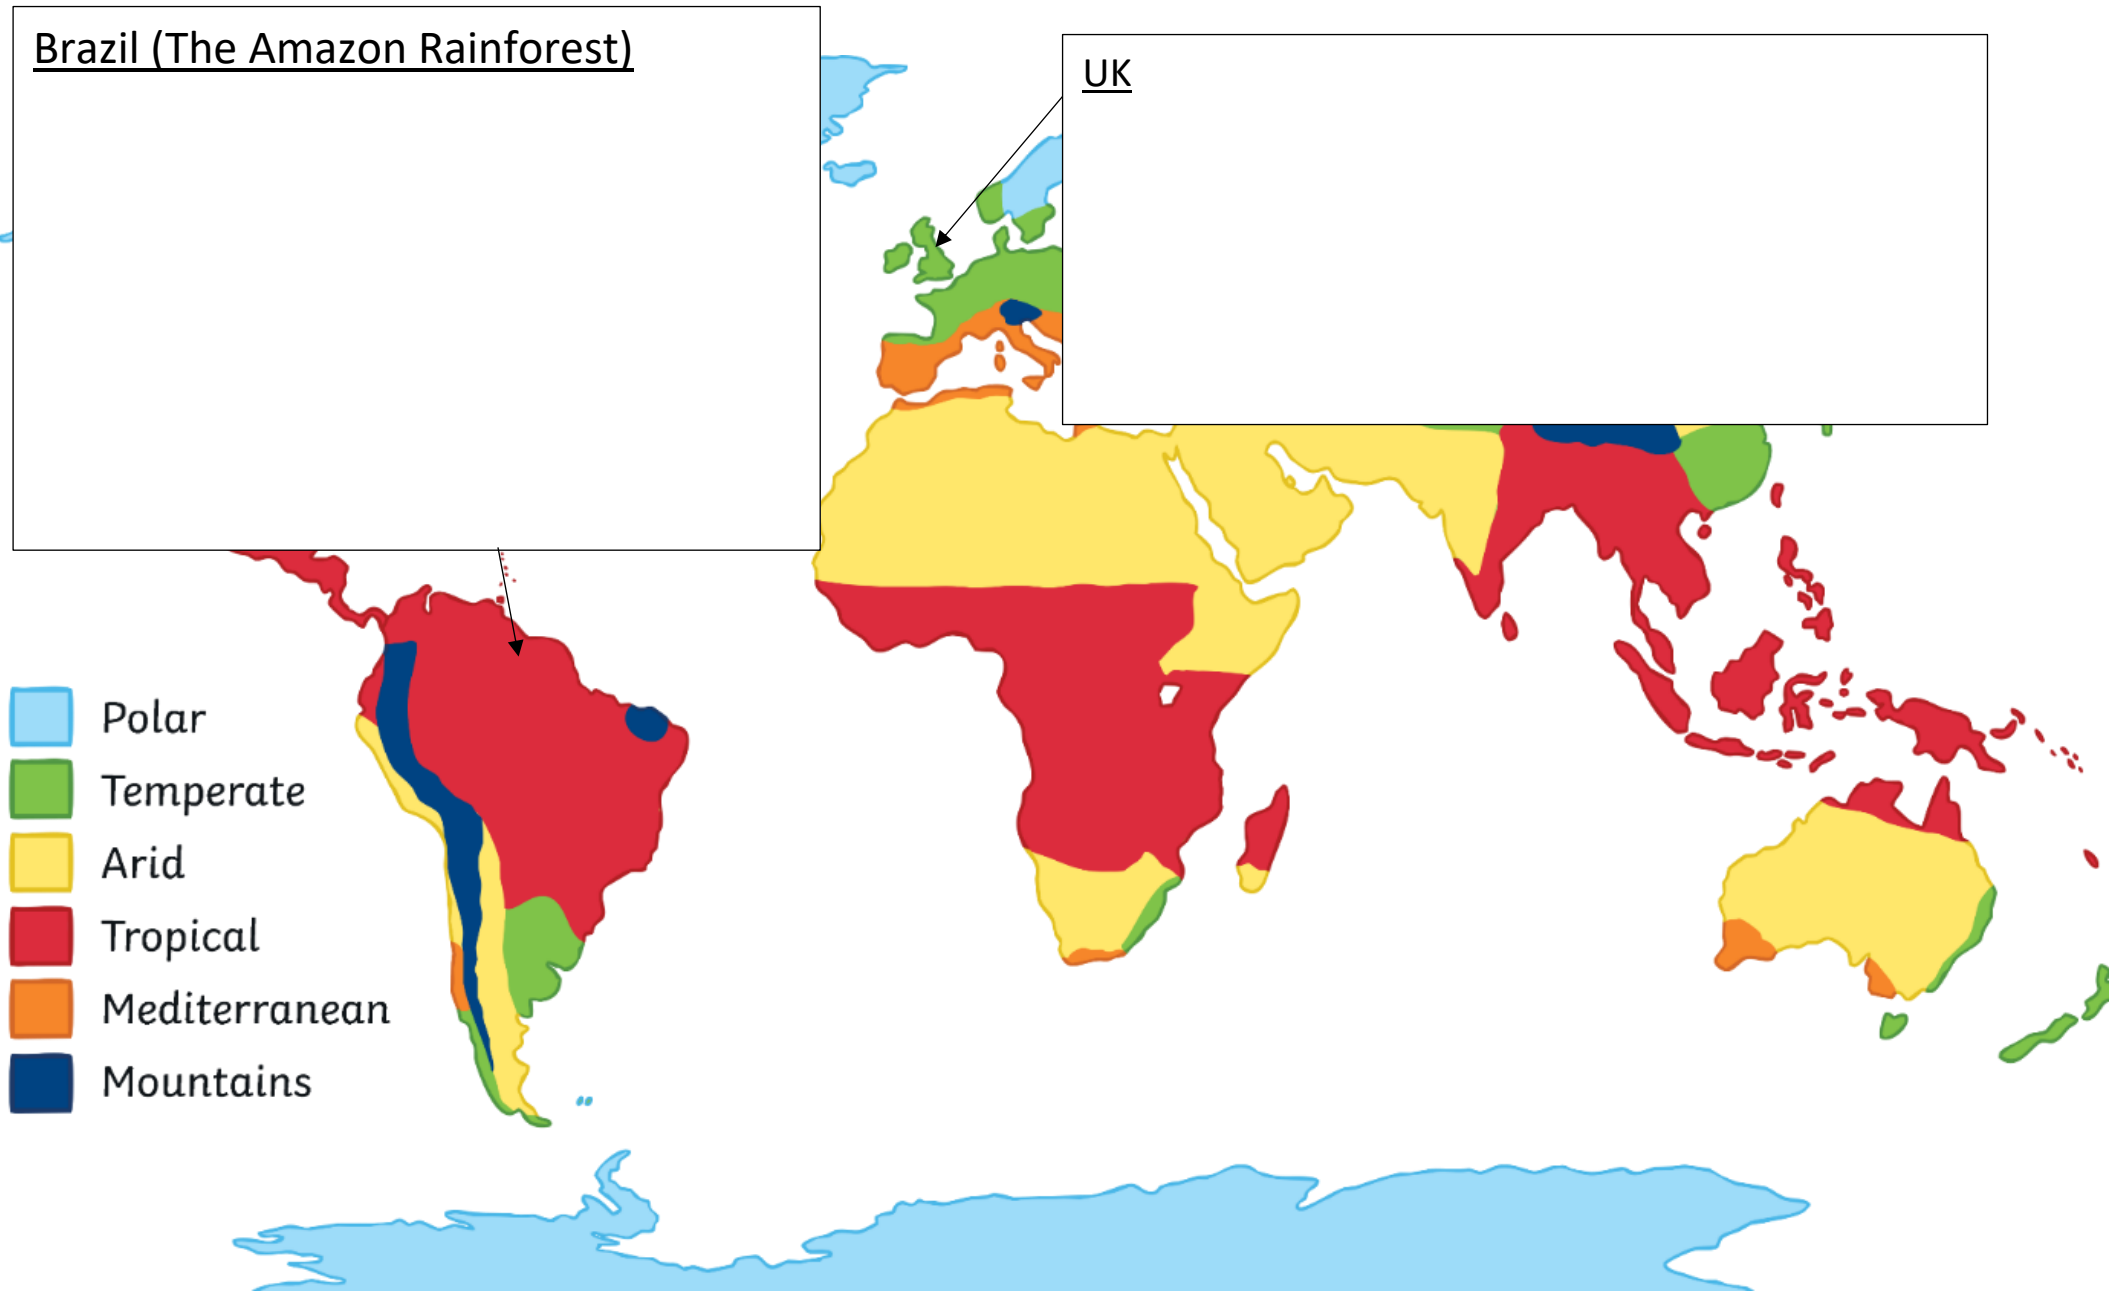 Brazil (The Amazon Rainforest)
UK
Polar
Temperate
Arid
Tropical
Mediterranean
Mountains